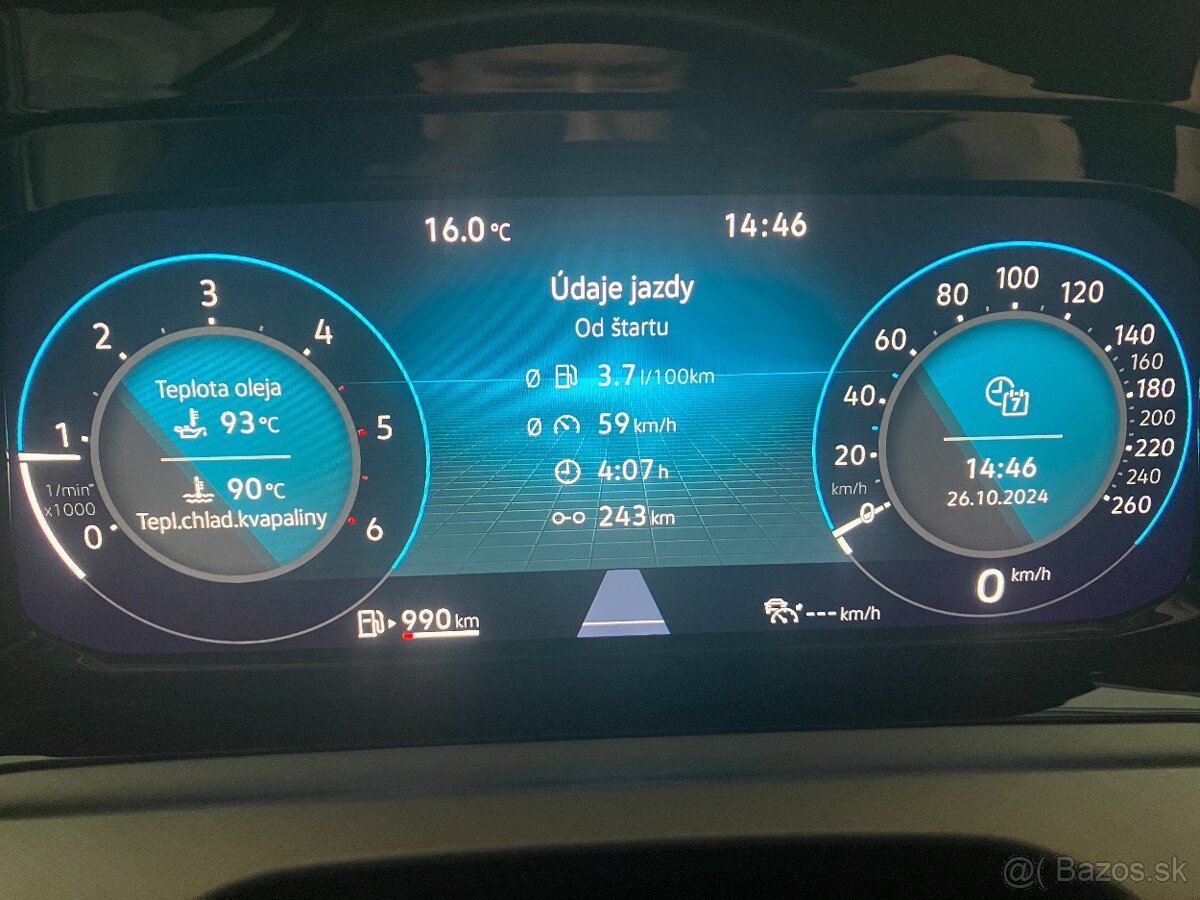 16.0 °C
14:46
Údaje jazdy
Od štartu
Ø 3.7 l/100km
Ø 59 km/h
4:07 h
243 km
0
1
2
3
4
5
6
1/min
x1000
Teplota oleja
93 °C
90 °C
Tepl.chlad.kvapaliny
990 km
--- km/h
0
20
40
60
80
100
120
140
160
180
200
220
240
260
km/h
7
14:46
26.10.2024
0 km/h
@( Bazos.sk